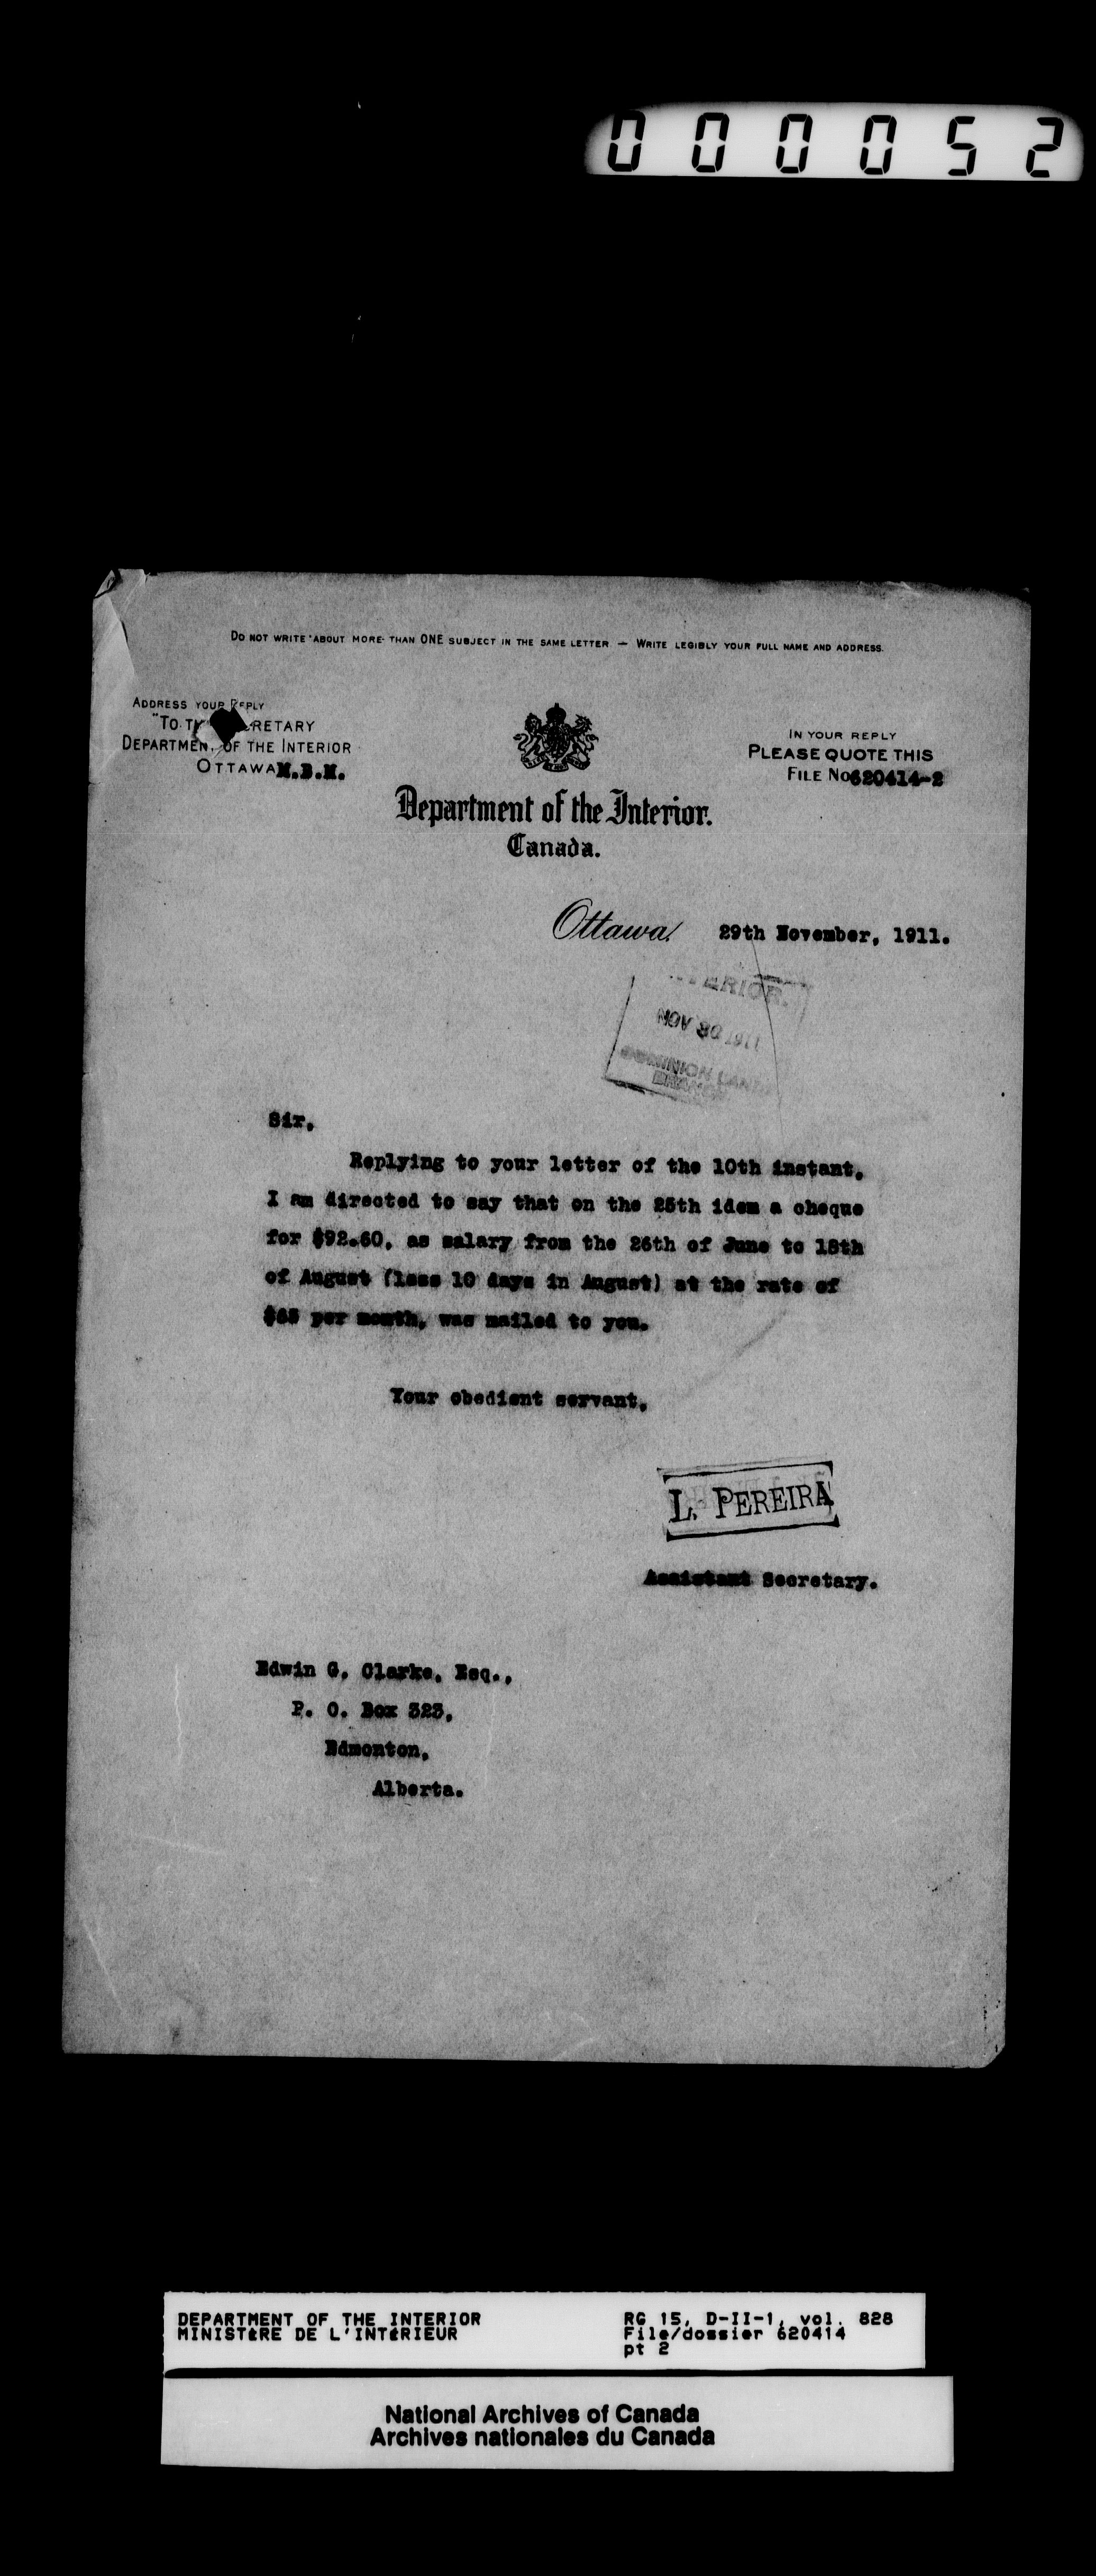 000052
DO NOT WRITE ABOUT MORE THAN ONE SUBJECT IN THE SAME LETTER — WRITE LEGIBLY YOUR FULL NAME AND ADDRESS.
ADDRESS YOUR REPLY
"TO RETARY
DEPARTMEN OF THE INTERIOR
OTTAWA
IN YOUR REPLY
PLEASE QUOTE THIS
FILE No 620414-2
Department of the Interior.
Canada.
Ottawa, 29th November, 1911.
TERIOR.
NOV 1911
DOMINION LAND
BRANCH
Sir,
Replying to your letter of the 10th instant,
I am directed to say that on the 25th idem a cheque
for $92.60, as salary from the 26th of June to 18th
of August (less 10 days in August) at the rate of
$65 per month, was mailed to you.
Your obedient servant,
L. PEREIRA
Assistant Secretary.
Edwin G. Clarke, Esq.,
P. O. Box 323,
Edmonton,
Alberta.
DEPARTMENT OF THE INTERIOR
MINISTÈRE DE L'INTÉRIEUR
RG 15, D-II-1, vol. 828
File/dossier 620414
pt 2
National Archives of Canada
Archives nationales du Canada